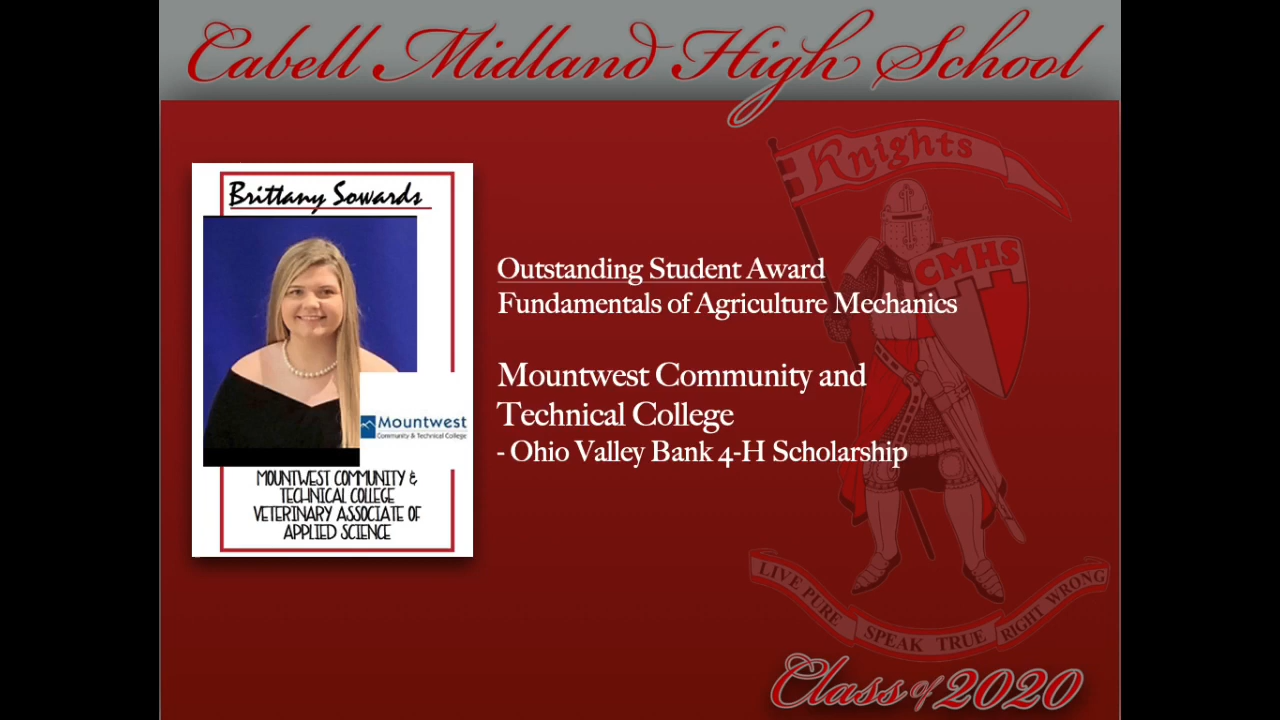 Cabell Midland High School
Brittany Sowards
Mountwest
Community & Technical College
MOUNTWEST COMMUNITY &
TECHNICAL COLLEGE
VETERINARY ASSOCIATE OF
APPLIED SCIENCE
Outstanding Student Award
Fundamentals of Agriculture Mechanics
Mountwest Community and
Technical College
- Ohio Valley Bank 4-H Scholarship
Knights
CMHS
LIVE PURE
SPEAK TRUE
RIGHT WRONG
Class of 2020